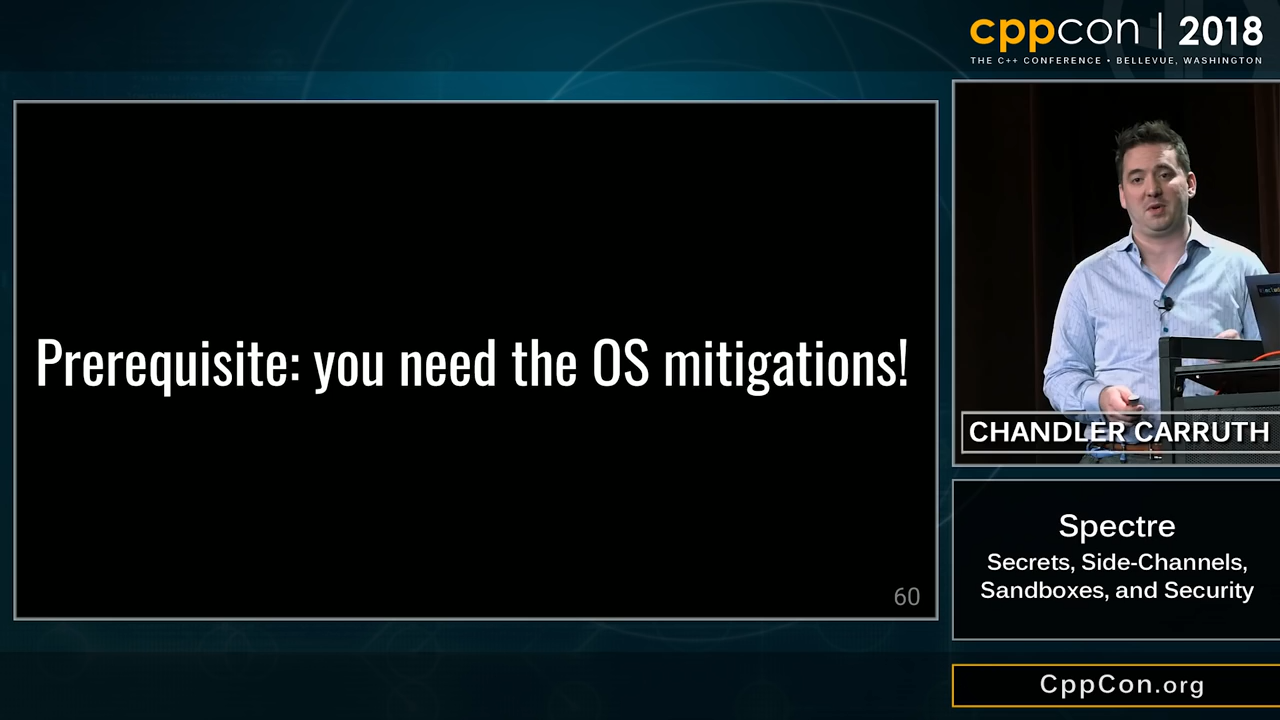 cppcon | 2018
THE C++ CONFERENCE • BELLEVUE, WASHINGTON
Prerequisite: you need the OS mitigations!
60
CHANDLER CARRUTH
Spectre
Secrets, Side-Channels,
Sandboxes, and Security
CppCon.org